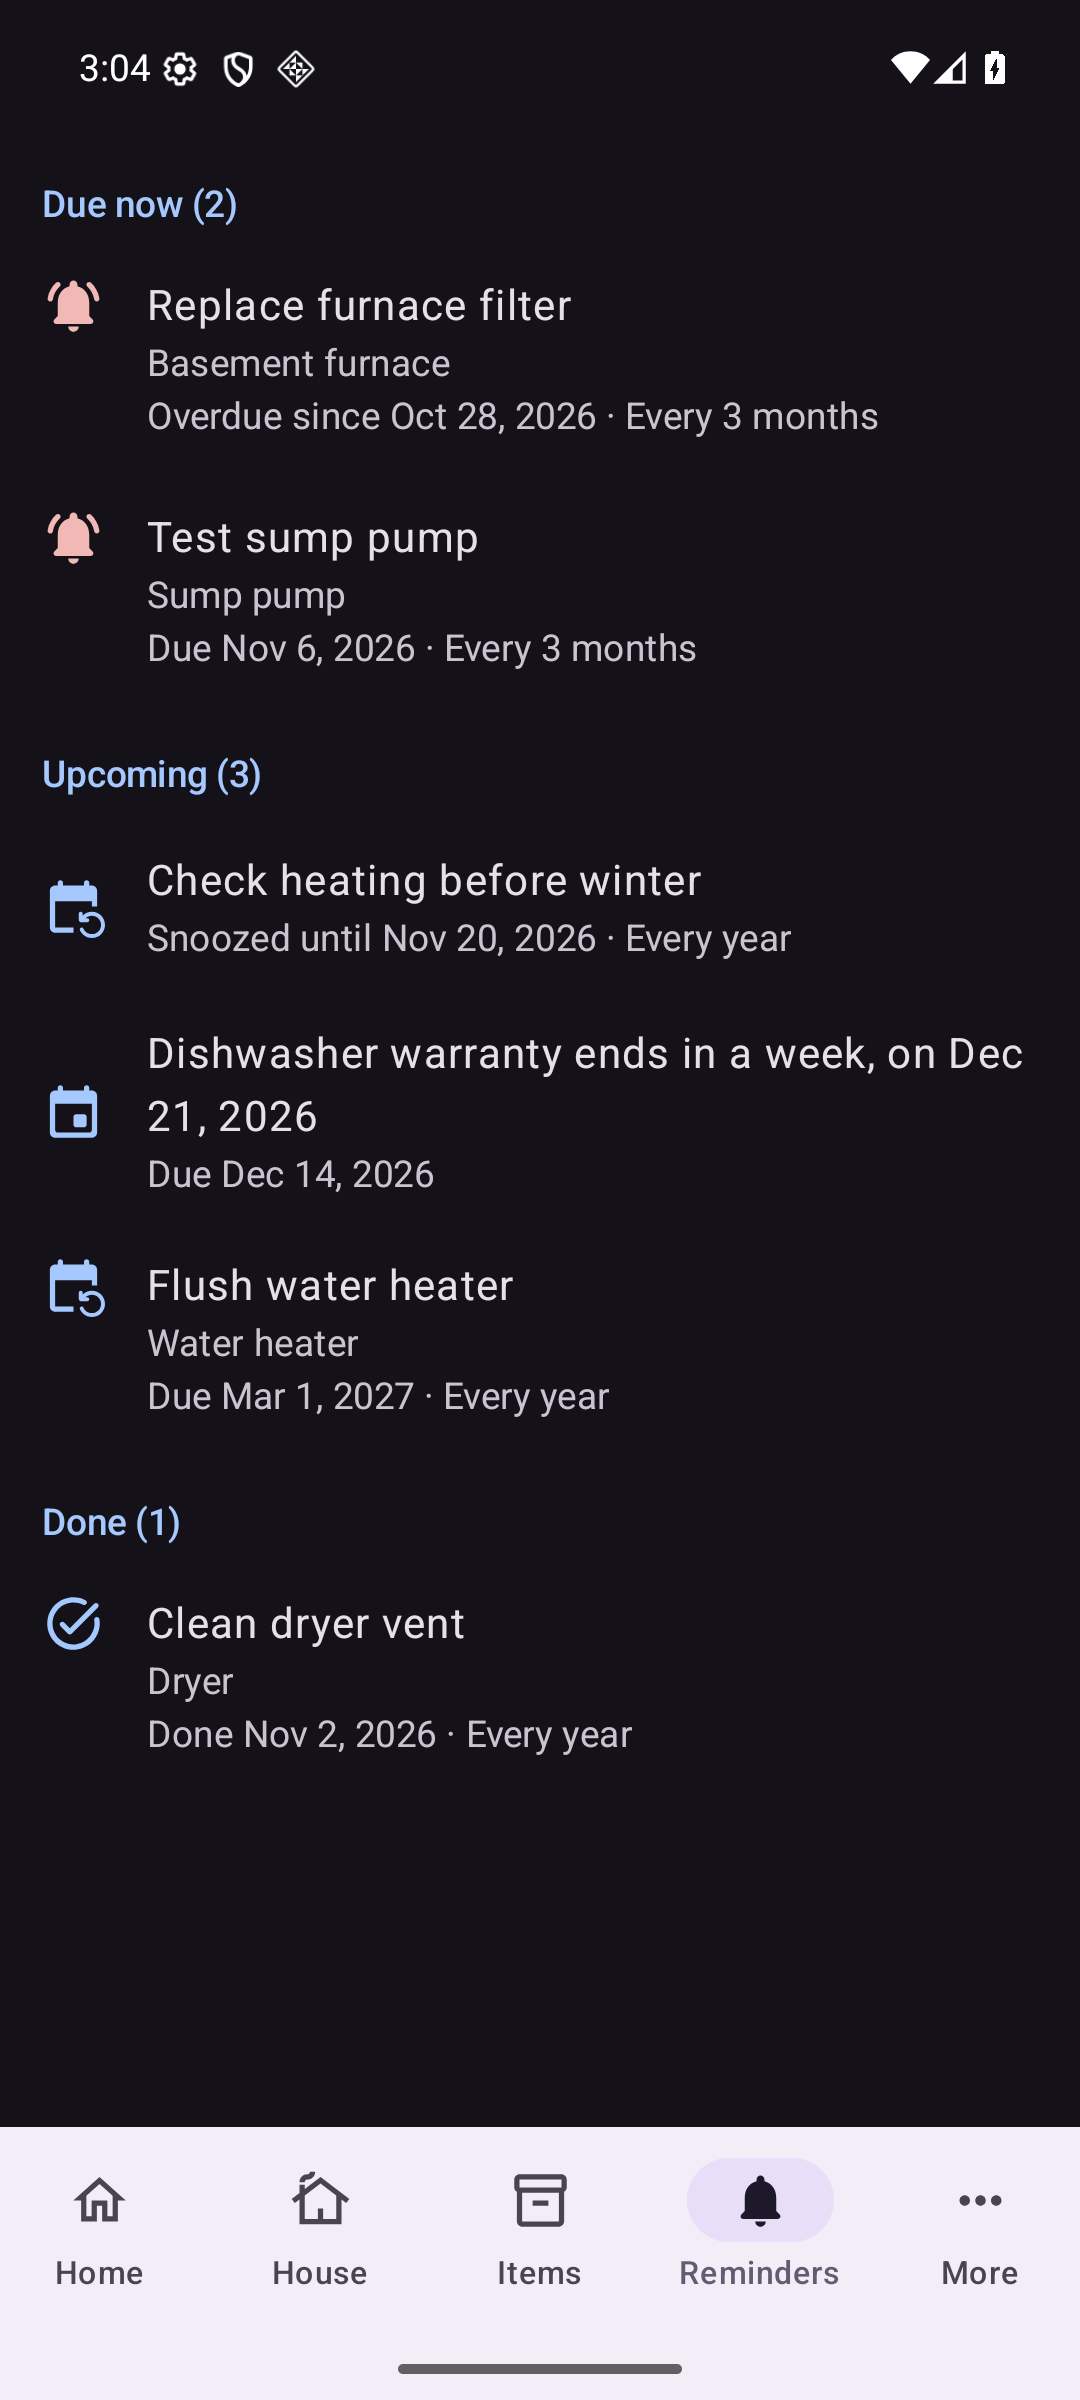 3:04
Due now (2)
Replace furnace filter
Basement furnace
Overdue since Oct 28, 2026 · Every 3 months
Test sump pump
Sump pump
Due Nov 6, 2026 · Every 3 months
Upcoming (3)
Check heating before winter
Snoozed until Nov 20, 2026 · Every year
Dishwasher warranty ends in a week, on Dec
21, 2026
Due Dec 14, 2026
Flush water heater
Water heater
Due Mar 1, 2027 · Every year
Done (1)
Clean dryer vent
Dryer
Done Nov 2, 2026 · Every year
Home
House
Items
Reminders
More